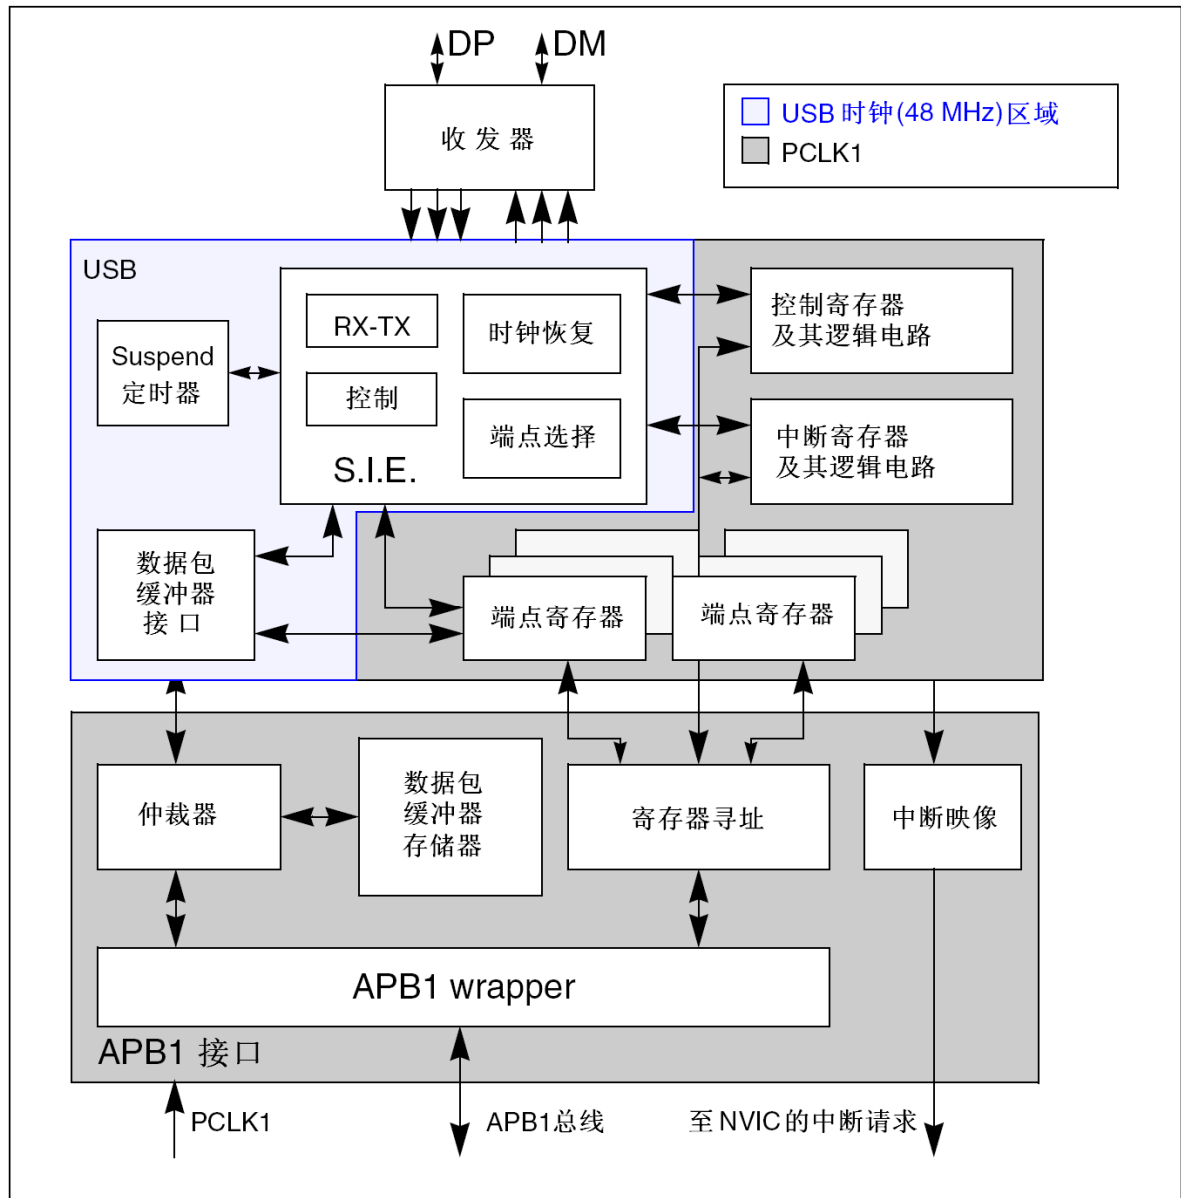 DP
DM
收发器
USB 时钟(48 MHz)区域
PCLK1
USB
RX-TX
时钟恢复
控制寄存器
及其逻辑电路
Suspend
定时器
控制
端点选择
S.I.E.
中断寄存器
及其逻辑电路
数据包
缓冲器
接口
端点寄存器
端点寄存器
仲裁器
数据包
缓冲器
存储器
寄存器寻址
中断映像
APB1 wrapper
APB1 接口
PCLK1
APB1总线
至NVIC的中断请求